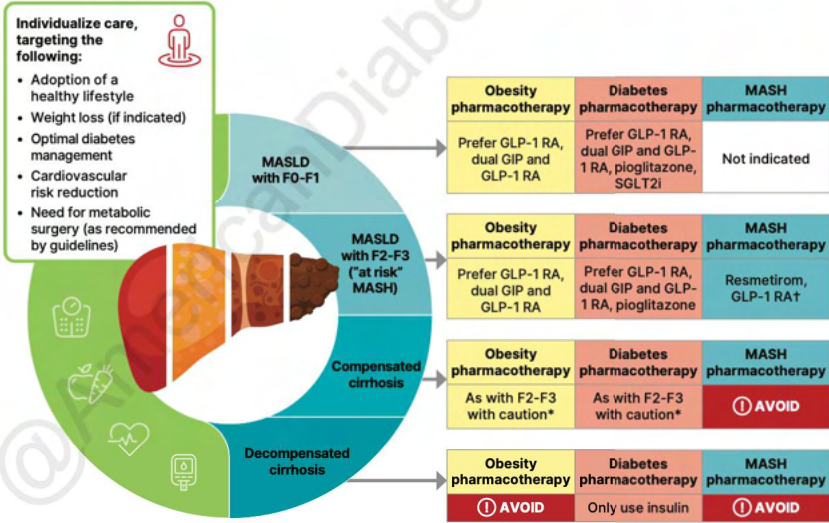 Individualize care,
targeting the
following:
• Adoption of a
healthy lifestyle
• Weight loss (if indicated)
• Optimal diabetes
management
• Cardiovascular
risk reduction
• Need for metabolic
surgery (as recommended
by guidelines)
MASLD
with F0-F1
Obesity
pharmacotherapy
Diabetes
pharmacotherapy
MASH
pharmacotherapy
Prefer GLP-1 RA,
dual GIP and
GLP-1 RA
Prefer GLP-1 RA,
dual GIP and GLP-
1 RA, pioglitazone,
SGLT2i
Not indicated
MASLD
with F2-F3
("at risk"
MASH)
Obesity
pharmacotherapy
Diabetes
pharmacotherapy
MASH
pharmacotherapy
Prefer GLP-1 RA,
dual GIP and
GLP-1 RA
Prefer GLP-1 RA,
dual GIP and GLP-
1 RA, pioglitazone
Resmetirom,
GLP-1 RA†
Compensated
cirrhosis
Obesity
pharmacotherapy
Diabetes
pharmacotherapy
MASH
pharmacotherapy
As with F2-F3
with caution*
As with F2-F3
with caution*
! AVOID
Decompensated
cirrhosis
Obesity
pharmacotherapy
Diabetes
pharmacotherapy
MASH
pharmacotherapy
! AVOID
Only use insulin
! AVOID
@AmericanDiabe